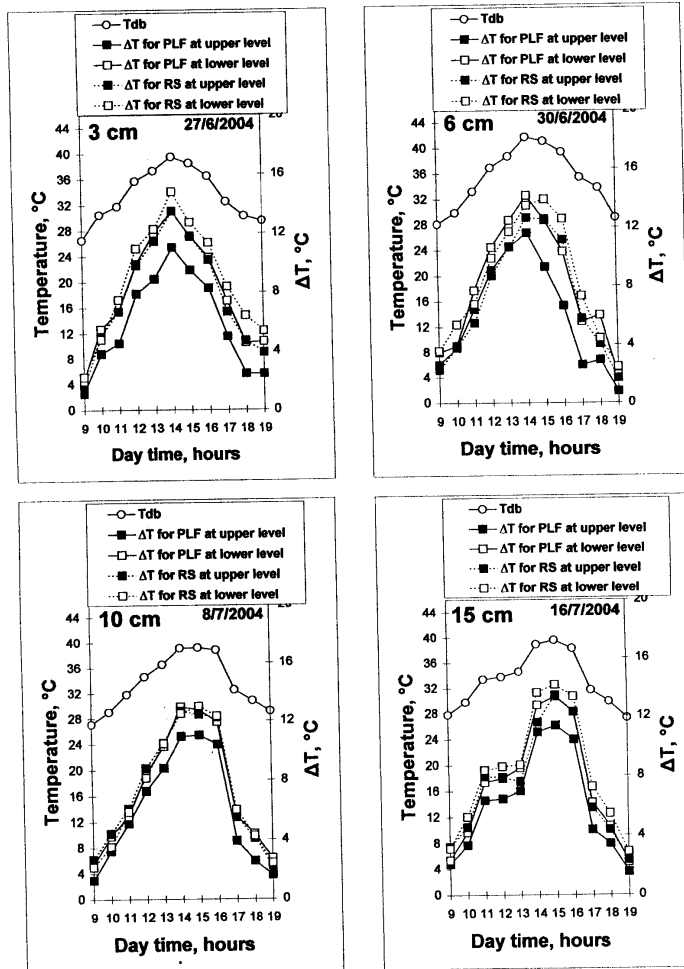 Tdb
ΔT for PLF at upper level
ΔT for PLF at lower level
ΔT for RS at upper level
ΔT for RS at lower level
3 cm 27/6/2004
44
40
36
32
28
24
20
16
12
8
4
0
16
12
8
4
0
Temperature, °C
ΔT, °C
9 10 11 12 13 14 15 16 17 18 19
Day time, hours
Tdb
ΔT for PLF at upper level
ΔT for PLF at lower level
ΔT for RS at upper level
ΔT for RS at lower level
6 cm 30/6/2004
44
40
36
32
28
24
20
16
12
8
4
0
16
12
8
4
0
Temperature, °C
ΔT, °C
9 10 11 12 13 14 15 16 17 18 19
Day time, hours
Tdb
ΔT for PLF at upper level
ΔT for PLF at lower level
ΔT for RS at upper level
ΔT for RS at lower level
10 cm 8/7/2004
44
40
36
32
28
24
20
16
12
8
4
0
16
12
8
4
0
Temperature, °C
ΔT, °C
9 10 11 12 13 14 15 16 17 18 19
Day time, hours
Tdb
ΔT for PLF at upper level
ΔT for PLF at lower level
ΔT for RS at upper level
ΔT for RS at lower level
15 cm 16/7/2004
44
40
36
32
28
24
20
16
12
8
4
0
20
16
12
8
4
0
Temperature, °C
ΔT, °C
9 10 11 12 13 14 15 16 17 18 19
Day time, hours